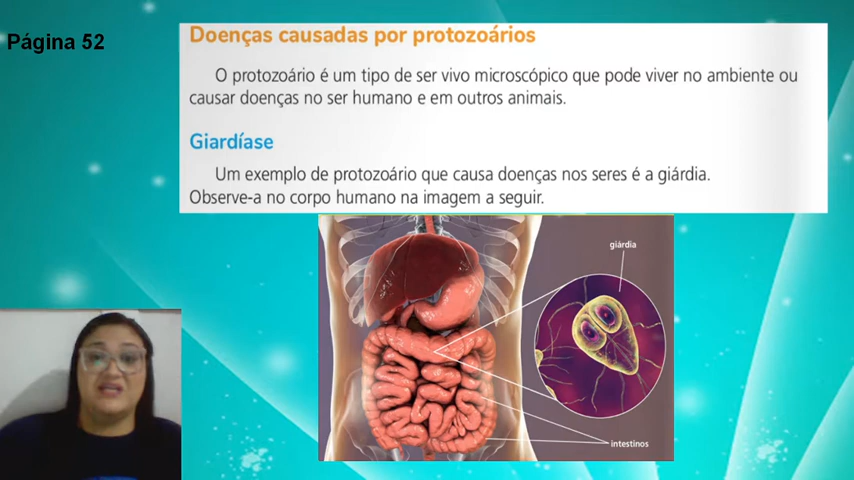 Página 52
Doenças causadas por protozoários
O protozoário é um tipo de ser vivo microscópico que pode viver no ambiente ou
causar doenças no ser humano e em outros animais.
Giardíase
Um exemplo de protozoário que causa doenças nos seres é a giárdia.
Observe-a no corpo humano na imagem a seguir.
giárdia
intestinos